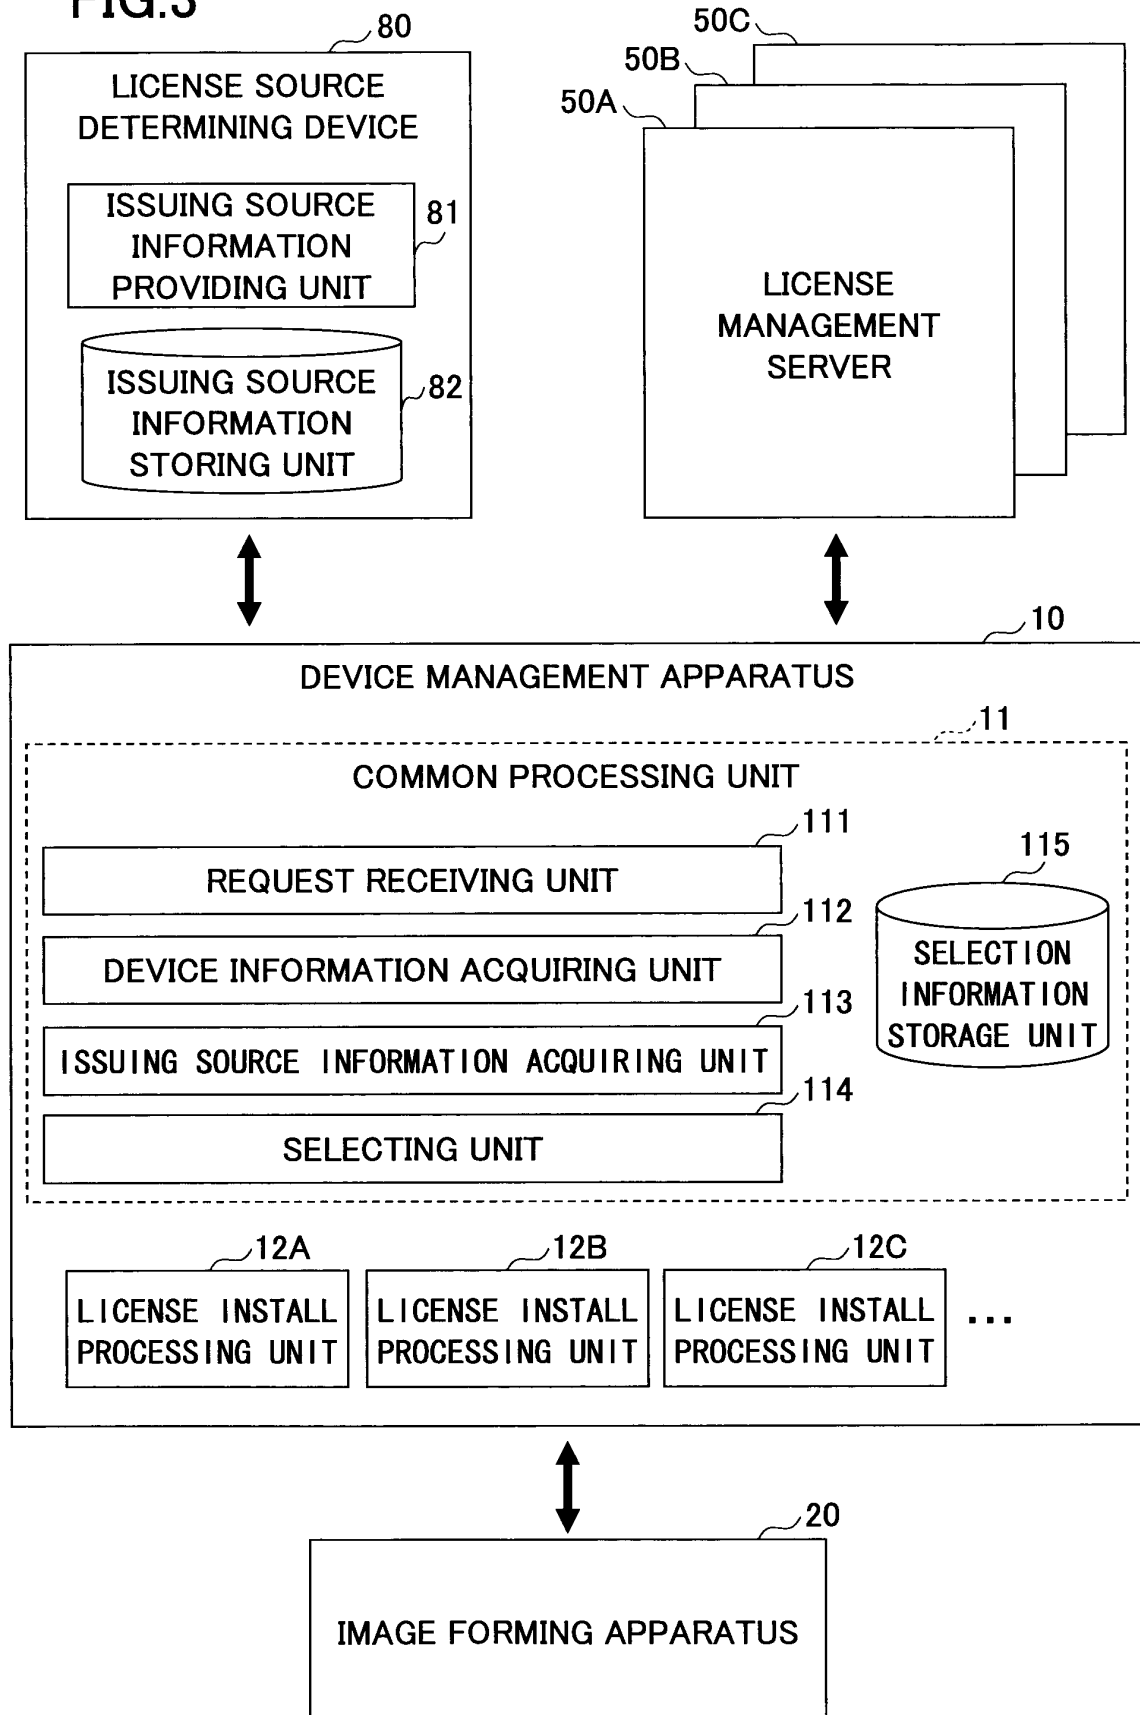 FIG.3
80
LICENSE SOURCE
DETERMINING DEVICE
ISSUING SOURCE
INFORMATION
PROVIDING UNIT
81
ISSUING SOURCE
INFORMATION
STORING UNIT
82
50C
50B
50A
LICENSE
MANAGEMENT
SERVER
10
DEVICE MANAGEMENT APPARATUS
11
COMMON PROCESSING UNIT
111
REQUEST RECEIVING UNIT
112
DEVICE INFORMATION ACQUIRING UNIT
113
ISSUING SOURCE INFORMATION ACQUIRING UNIT
114
SELECTING UNIT
115
SELECTION
INFORMATION
STORAGE UNIT
12A
LICENSE INSTALL
PROCESSING UNIT
12B
LICENSE INSTALL
PROCESSING UNIT
12C
LICENSE INSTALL
PROCESSING UNIT
...
20
IMAGE FORMING APPARATUS